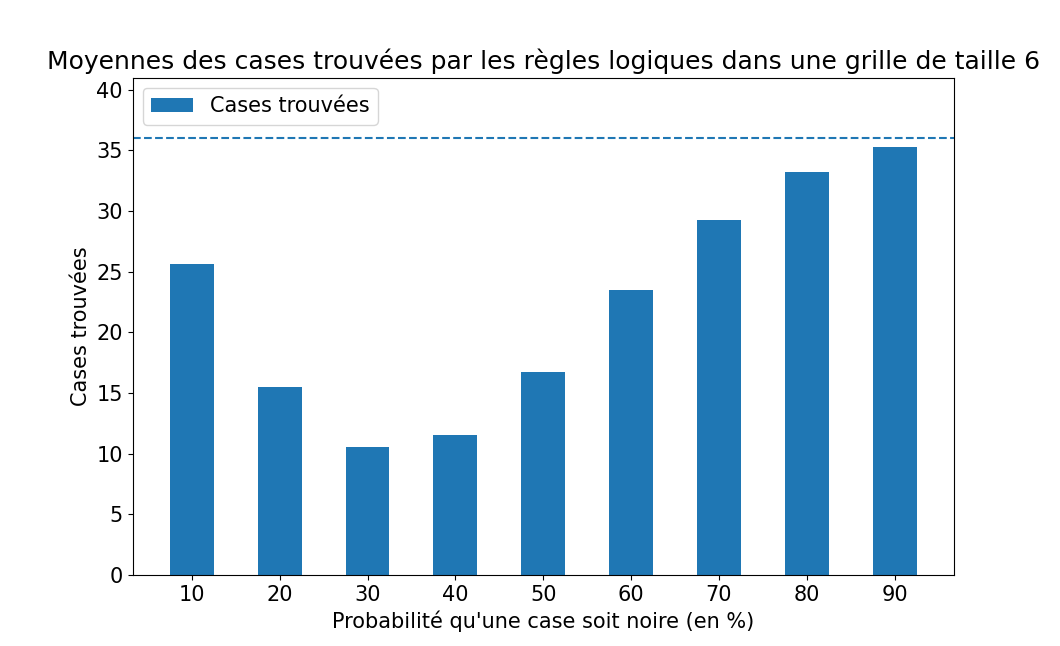 Moyennes des cases trouvées par les règles logiques dans une grille de taille 6
Cases trouvées
40
35
30
25
20
15
10
5
0
Cases trouvées
10 20 30 40 50 60 70 80 90
Probabilité qu'une case soit noire (en %)